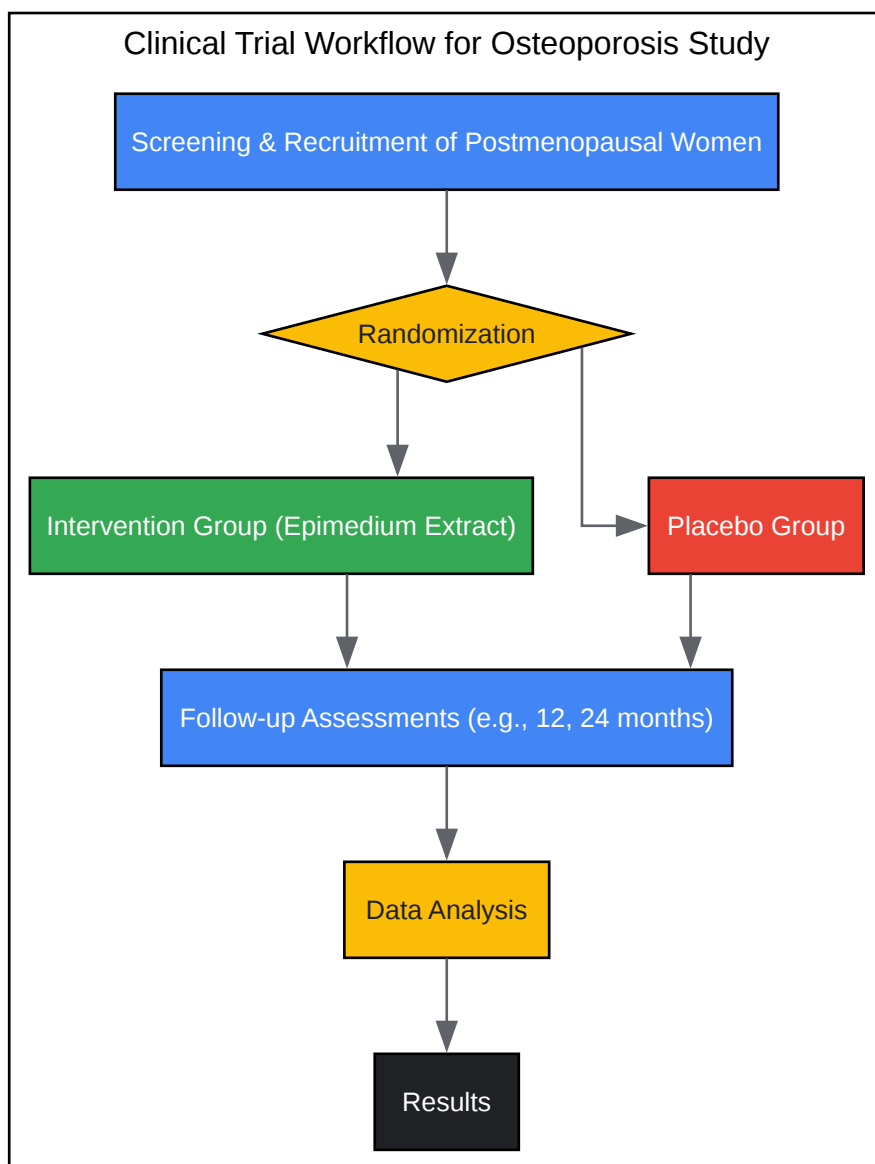 Clinical Trial Workflow for Osteoporosis Study
Screening & Recruitment of Postmenopausal Women
Randomization
Intervention Group (Epimedium Extract)
Placebo Group
Follow-up Assessments (e.g., 12, 24 months)
Data Analysis
Results